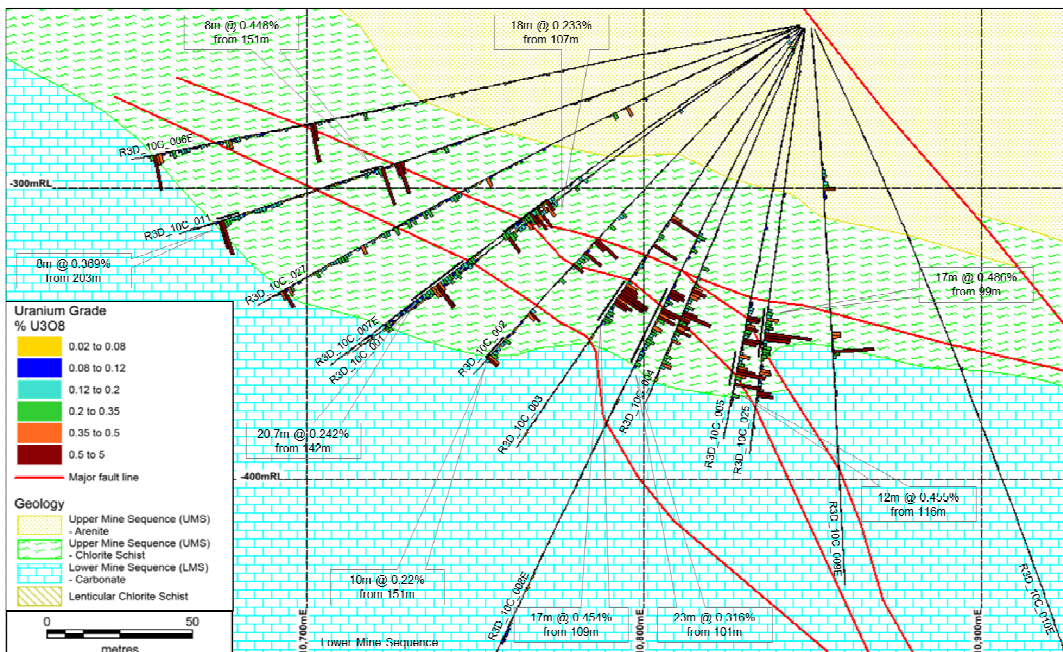 8m @ 0.448%
from 151m
18m @ 0.233%
from 107m
R3D_10C_006E
-300mRL
R3D_10C_011
8m @ 0.369%
from 203m
R3D_10C_027
17m @ 0.486%
from 99m
Uranium Grade
% U3O8
0.02 to 0.08
0.08 to 0.12
0.12 to 0.2
0.2 to 0.35
0.35 to 0.5
0.5 to 5
Major fault line
R3D_10C_007E
R3D_10C_001
R3D_10C_002
R3D_10C_003
R3D_10C_004
R3D_10C_005
R3D_10C_025
20.7m @ 0.242%
from 142m
-400mRL
12m @ 0.455%
from 116m
Geology
Upper Mine Sequence (UMS)
- Arenite
Upper Mine Sequence (UMS)
- Chlorite Schist
Lower Mine Sequence (LMS)
- Carbonate
Lenticular Chlorite Schist
R3D_10C_009E
10m @ 0.22%
from 151m
R3D_10C_008E
17m @ 0.454%
from 109m
23m @ 0.316%
from 101m
R3D_10C_010E
0
50
metres
Lower Mine Sequence